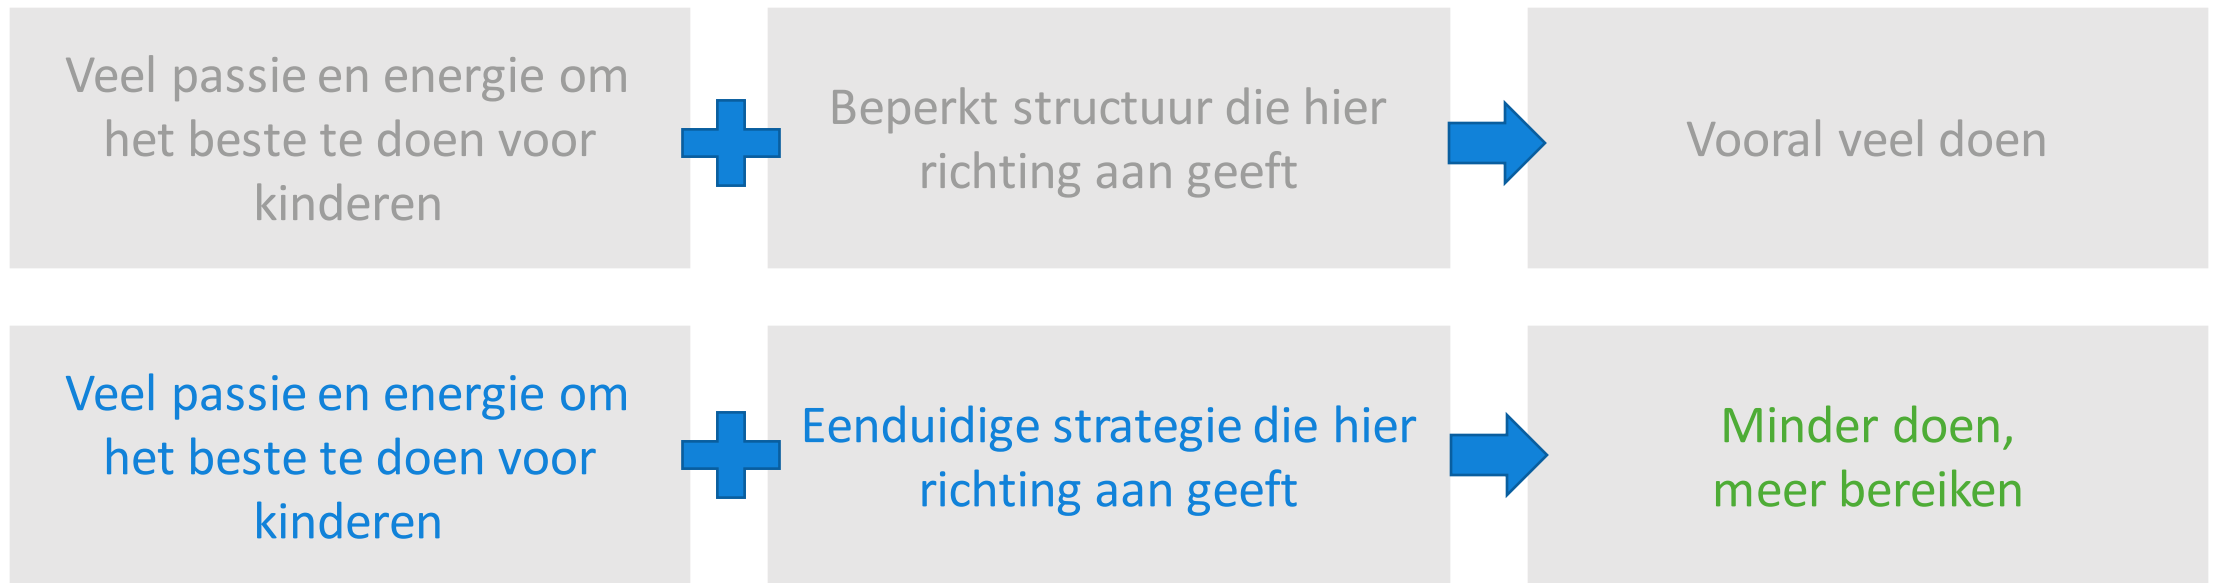 Veel passie en energie om
het beste te doen voor
kinderen
Beperkt structuur die hier
richting aan geeft
Vooral veel doen
Veel passie en energie om
het beste te doen voor
kinderen
Eenduidige strategie die hier
richting aan geeft
Minder doen,
meer bereiken